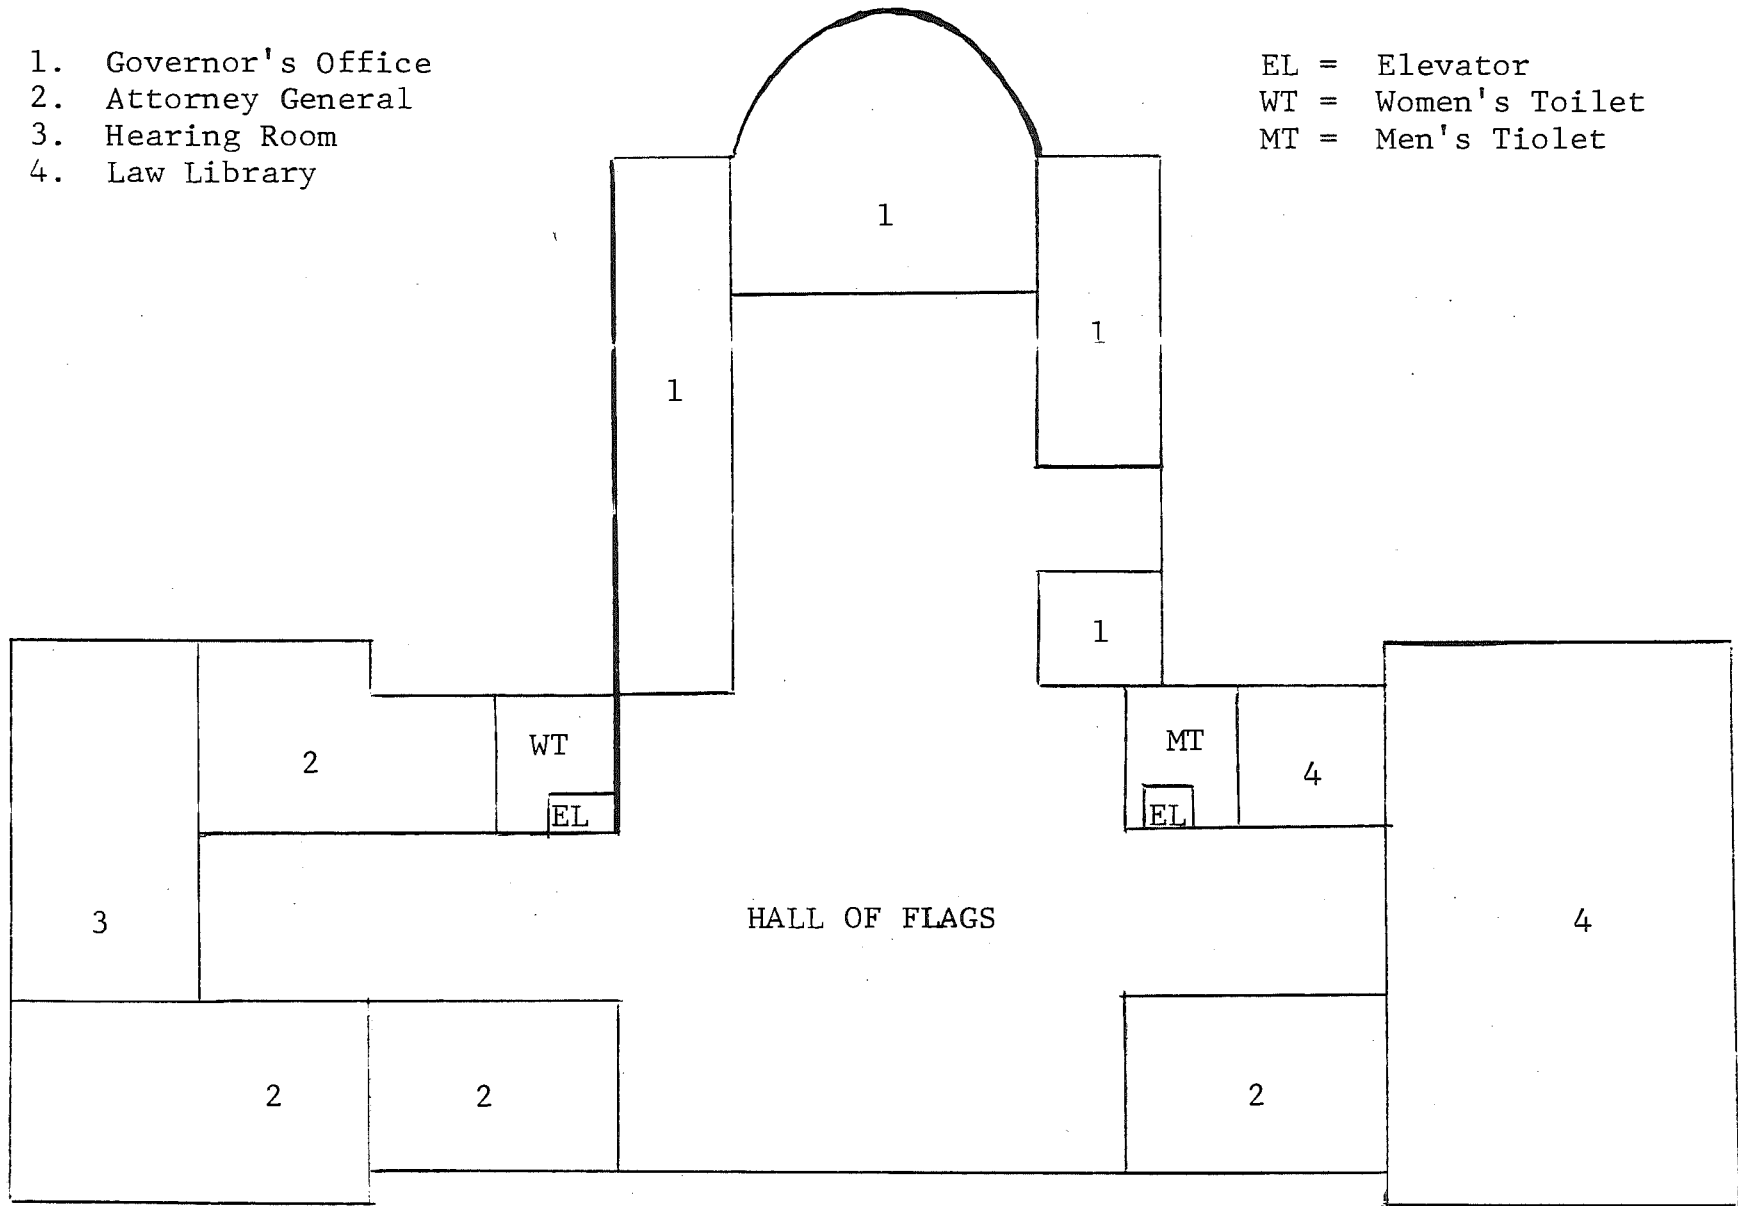 1. Governor's Office
2. Attorney General
3. Hearing Room
4. Law Library
EL = Elevator
WT = Women's Toilet
MT = Men's Tiolet
1
1
1
1
WT
MT
2
4
EL
EL
3
HALL OF FLAGS
4
2
2
2